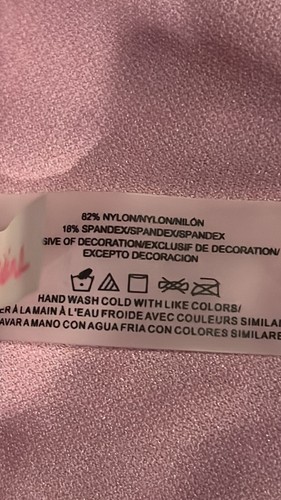 82% NYLON/NYLON/NILÓN
18% SPANDEX/SPANDEX/SPANDEX
SIVE OF DECORATION/EXCLUSIF DE DECORATION/
EXCEPTO DECORACION
HAND WASH COLD WITH LIKE COLORS/
ER À LA MAIN À L'EAU FROIDE AVEC COULEURS SIMILAI
AVAR A MANO CON AGUA FRIA CON COLORES SIMILARE